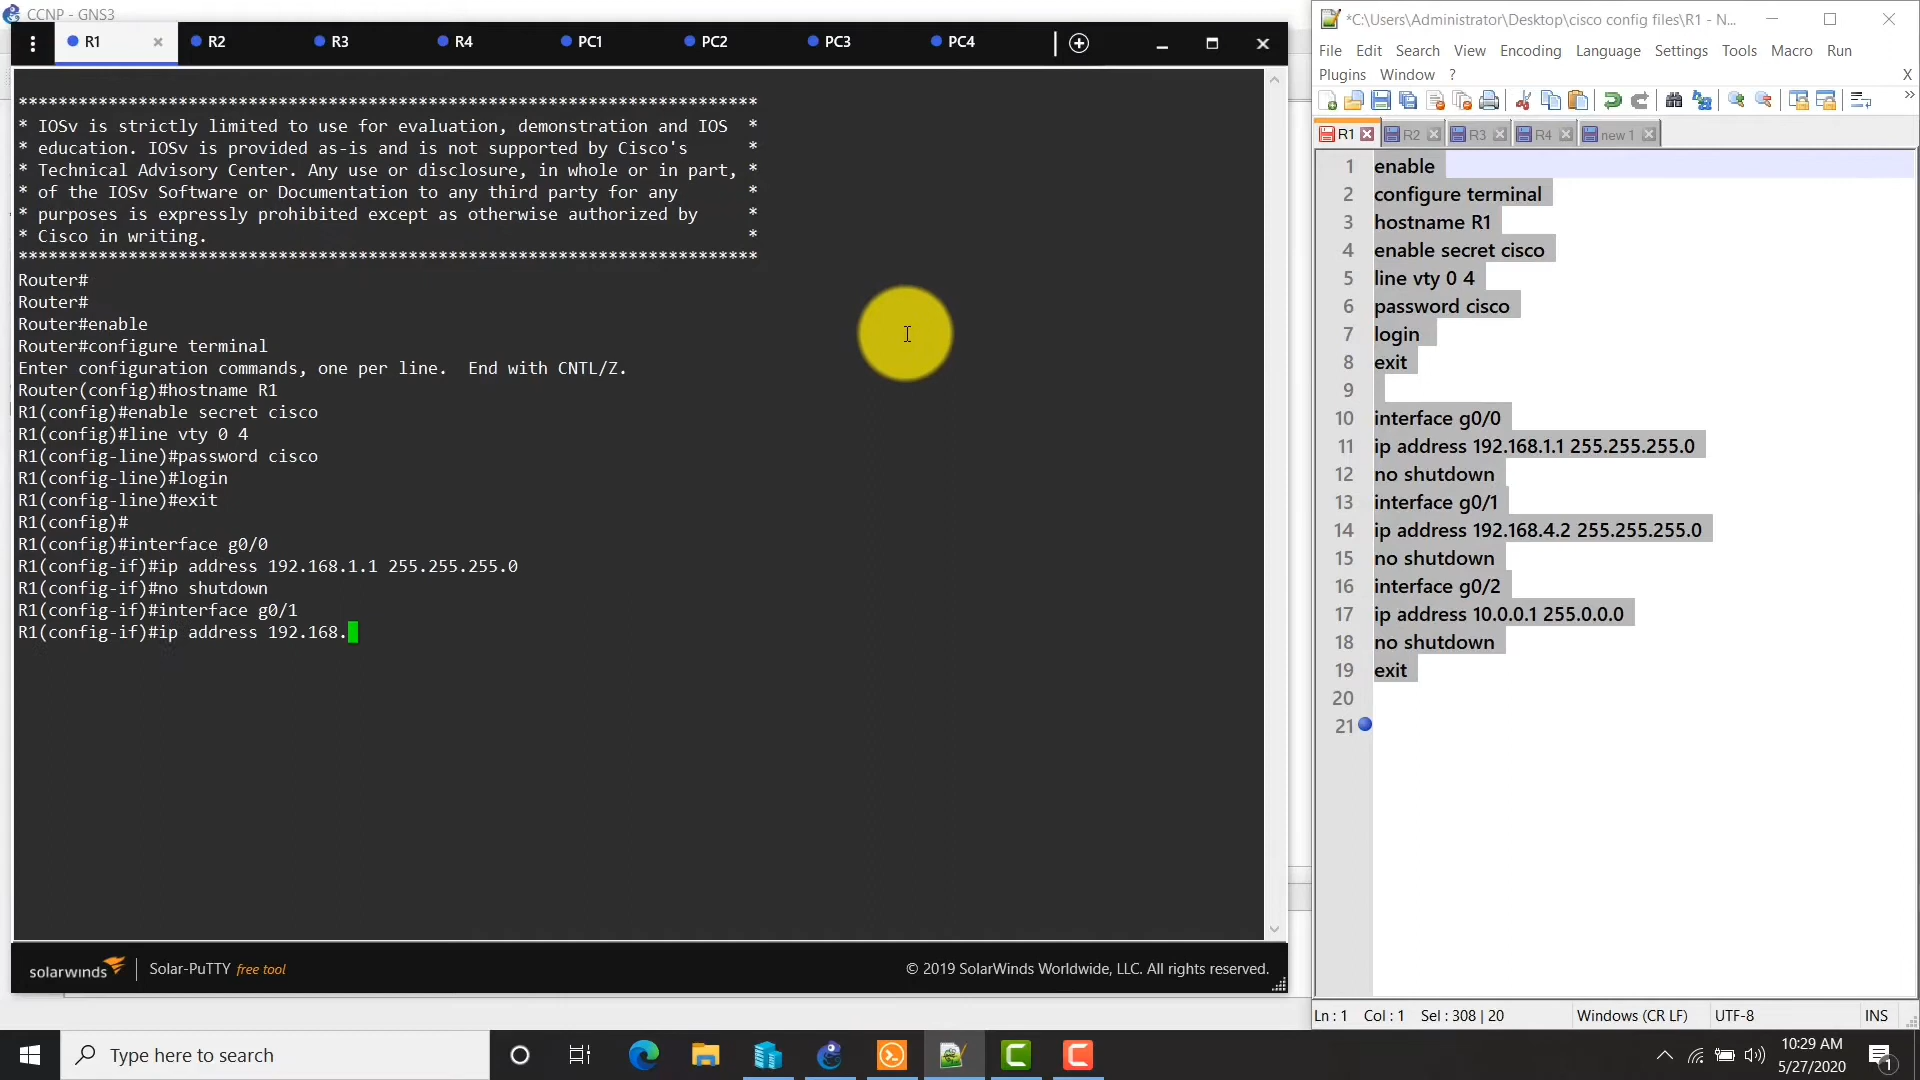 CCNP - GNS3
R1 R2 R3 R4 PC1 PC2 PC3 PC4
***************************************************************************
* IOSv is strictly limited to use for evaluation, demonstration and IOS *
* education. IOSv is provided as-is and is not supported by Cisco's *
* Technical Advisory Center. Any use or disclosure, in whole or in part, *
* of the IOSv Software or Documentation to any third party for any *
* purposes is expressly prohibited except as otherwise authorized by *
* Cisco in writing. *
***************************************************************************
Router#
Router#
Router#enable
Router#configure terminal
Enter configuration commands, one per line. End with CNTL/Z.
Router(config)#hostname R1
R1(config)#enable secret cisco
R1(config)#line vty 0 4
R1(config-line)#password cisco
R1(config-line)#login
R1(config-line)#exit
R1(config)#
R1(config)#interface g0/0
R1(config-if)#ip address 192.168.1.1 255.255.255.0
R1(config-if)#no shutdown
R1(config-if)#interface g0/1
R1(config-if)#ip address 192.168.
solarwinds Solar-PuTTY free tool © 2019 SolarWinds Worldwide, LLC. All rights reserved.
*C:\Users\Administrator\Desktop\cisco config files\R1 - N...
File Edit Search View Encoding Language Settings Tools Macro Run
Plugins Window ? X
R1 R2 R3 R4 new 1
1 enable
2 configure terminal
3 hostname R1
4 enable secret cisco
5 line vty 0 4
6 password cisco
7 login
8 exit
9
10 interface g0/0
11 ip address 192.168.1.1 255.255.255.0
12 no shutdown
13 interface g0/1
14 ip address 192.168.4.2 255.255.255.0
15 no shutdown
16 interface g0/2
17 ip address 10.0.0.1 255.0.0.0
18 no shutdown
19 exit
20
21
Ln : 1 Col : 1 Sel : 308 | 20 Windows (CR LF) UTF-8 INS
Type here to search
10:29 AM
5/27/2020
1